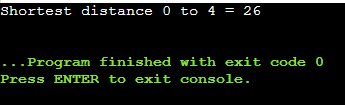 Shortest distance 0 to 4 = 26
...Program finished with exit code 0
Press ENTER to exit console.